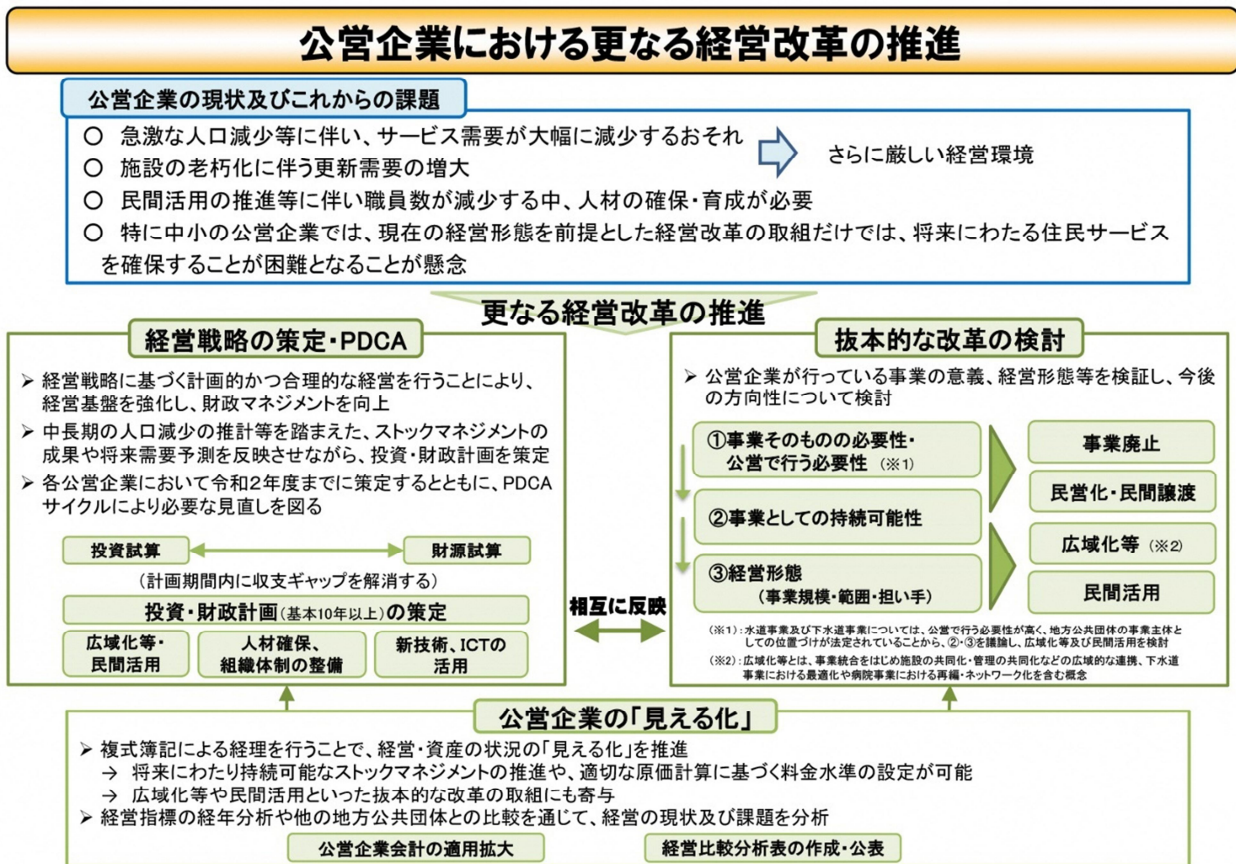 公営企業における更なる経営改革の推進
公営企業の現状及びこれからの課題
○ 急激な人口減少等に伴い、サービス需要が大幅に減少するおそれ
○ 施設の老朽化に伴う更新需要の増大
さらに厳しい経営環境
○ 民間活用の推進等に伴い職員数が減少する中、人材の確保・育成が必要
○ 特に中小の公営企業では、現在の経営形態を前提とした経営改革の取組だけでは、将来にわたる住民サービス
を確保することが困難となることが懸念
更なる経営改革の推進
経営戦略の策定・PDCA
➢ 経営戦略に基づく計画的かつ合理的な経営を行うことにより、
経営基盤を強化し、財政マネジメントを向上
➢ 中長期の人口減少の推計等を踏まえた、ストックマネジメントの
成果や将来需要予測を反映させながら、投資・財政計画を策定
➢ 各公営企業において令和2年度までに策定するとともに、PDCA
サイクルにより必要な見直しを図る
投資試算
財源試算
(計画期間内に収支ギャップを解消する)
投資・財政計画(基本10年以上)の策定
広域化等・
民間活用
人材確保、
組織体制の整備
新技術、ICTの
活用
相互に反映
抜本的な改革の検討
➢ 公営企業が行っている事業の意義、経営形態等を検証し、今後
の方向性について検討
①事業そのものの必要性・
公営で行う必要性 (※1)
②事業としての持続可能性
③経営形態
(事業規模・範囲・担い手)
事業廃止
民営化・民間譲渡
広域化等 (※2)
民間活用
(※1):水道事業及び下水道事業については、公営で行う必要性が高く、地方公共団体の事業主体と
しての位置づけが法定されていることから、②・③を議論し、広域化等及び民間活用を検討
(※2):広域化等とは、事業統合をはじめ施設の共同化・管理の共同化などの広域的な連携、下水道
事業における最適化や病院事業における再編・ネットワーク化を含む概念
公営企業の「見える化」
➢ 複式簿記による経理を行うことで、経営・資産の状況の「見える化」を推進
→ 将来にわたり持続可能なストックマネジメントの推進や、適切な原価計算に基づく料金水準の設定が可能
→ 広域化等や民間活用といった抜本的な改革の取組にも寄与
➢ 経営指標の経年分析や他の地方公共団体との比較を通じて、経営の現状及び課題を分析
公営企業会計の適用拡大
経営比較分析表の作成・公表